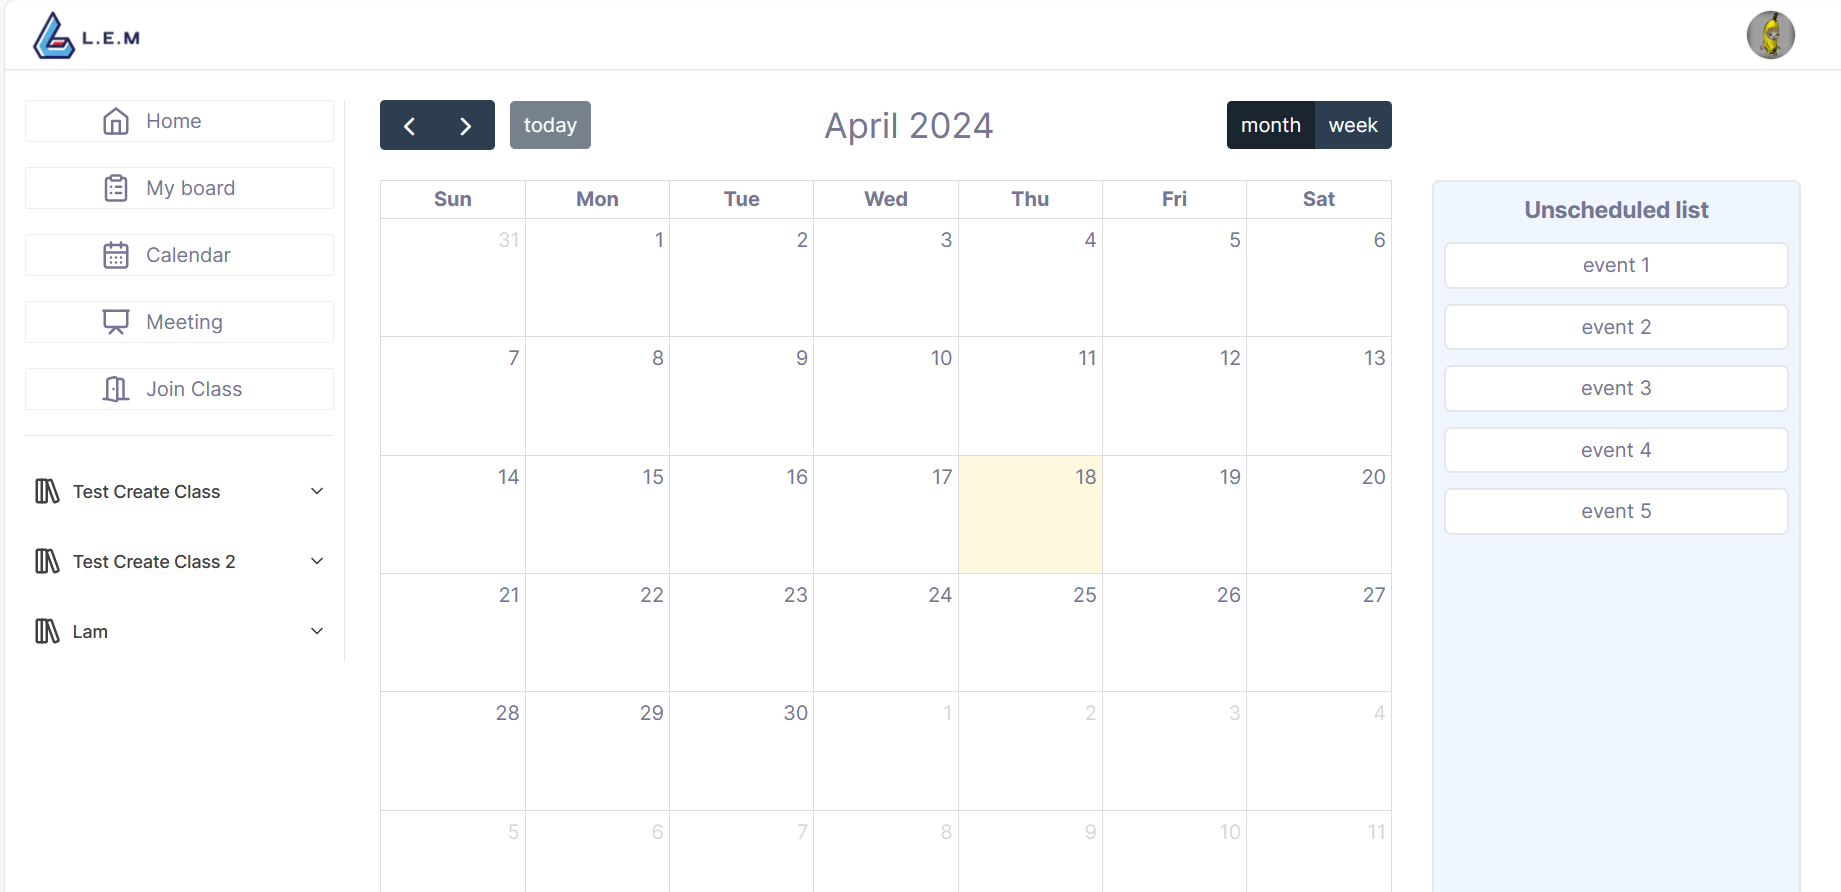 L.E.M
Home
My board
Calendar
Meeting
Join Class
Test Create Class
Test Create Class 2
Lam
today
April 2024
month week
Sun Mon Tue Wed Thu Fri Sat
31 1 2 3 4 5 6
7 8 9 10 11 12 13
14 15 16 17 18 19 20
21 22 23 24 25 26 27
28 29 30 1 2 3 4
5 6 7 8 9 10 11
Unscheduled list
event 1
event 2
event 3
event 4
event 5